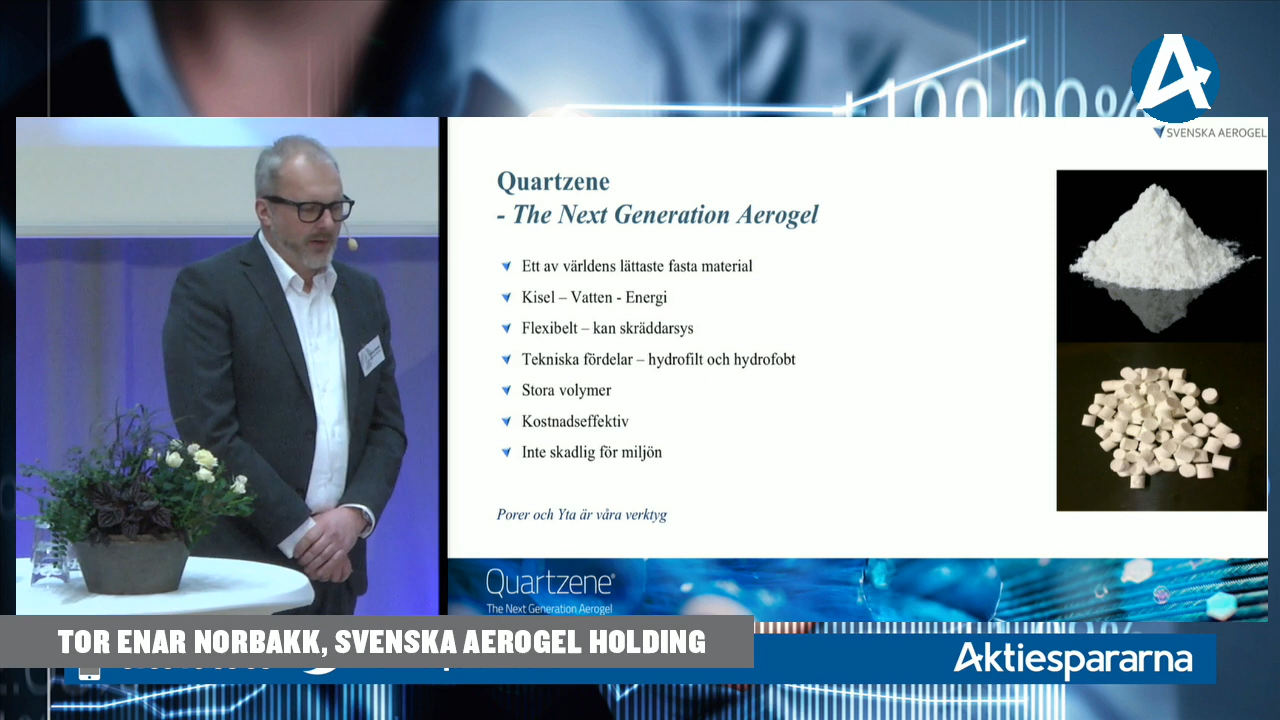 +100,00%
SVENSKA AEROGEL
Quartzene
- The Next Generation Aerogel
Ett av världens lättaste fasta material
Kisel – Vatten - Energi
Flexibelt – kan skräddarsys
Tekniska fördelar – hydrofilt och hydrofobt
Stora volymer
Kostnadseffektiv
Inte skadlig för miljön
Porer och Yta är våra verktyg
Quartzene®
The Next Generation Aerogel
TOR ENAR NORBAKK, SVENSKA AEROGEL HOLDING
Aktiespararna